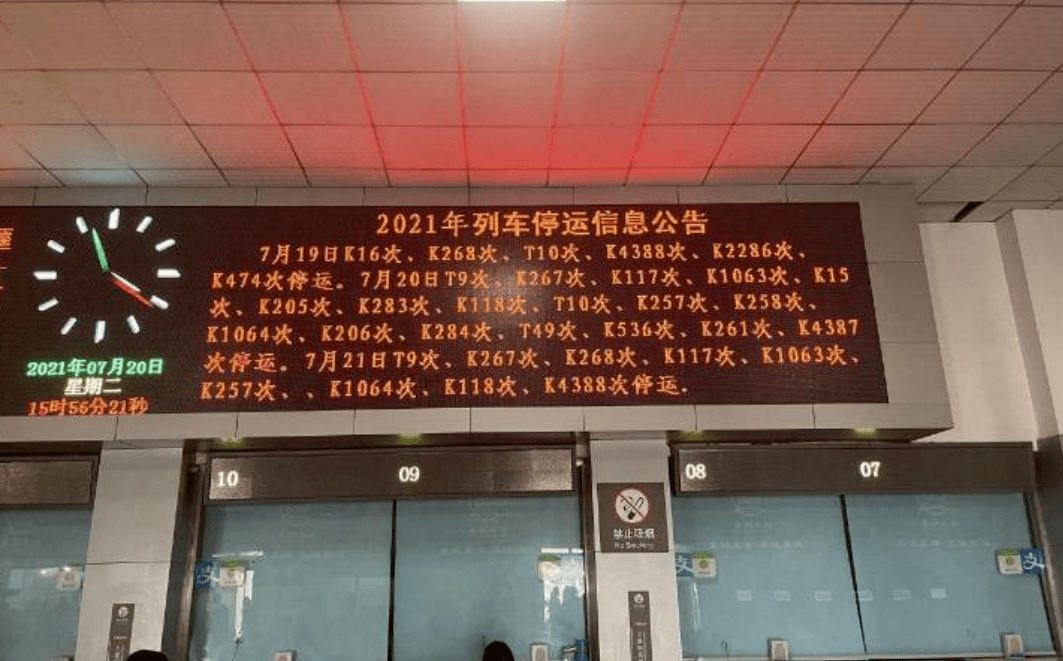 2021年列车停运信息公告
7月19日K16次、K268次、T10次、K4388次、K2286次、
K474次停运。7月20日T9次、K267次、K117次、K1063次、K15
次、K205次、K283次、K118次、T10次、K257次、K258次、
K1064次、K206次、K284次、T49次、K536次、K261次、K4387
次停运。7月21日T9次、K267次、K268次、K117次、K1063次、
K257次、、K1064次、K118次、K4388次停运.
2021年07月20日
星期二
15时56分21秒
10
09
08
07
禁止吸烟
No Smoking
支
支
支